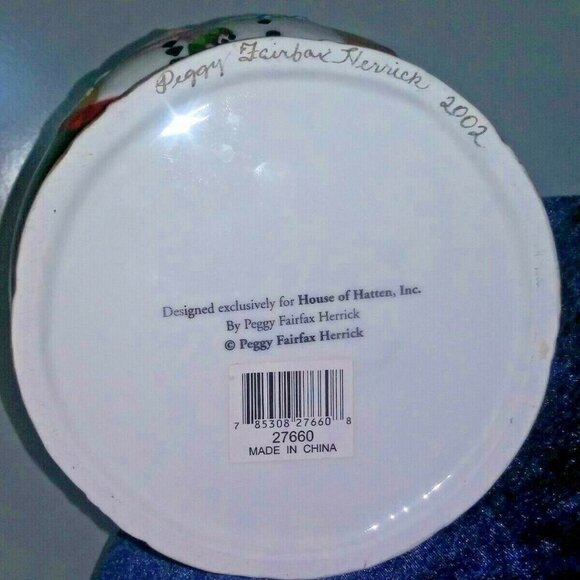 Peggy Fairfax Herrick 2002
Designed exclusively for House of Hatten, Inc.
By Peggy Fairfax Herrick
© Peggy Fairfax Herrick
7 85308 27660 8
27660
MADE IN CHINA